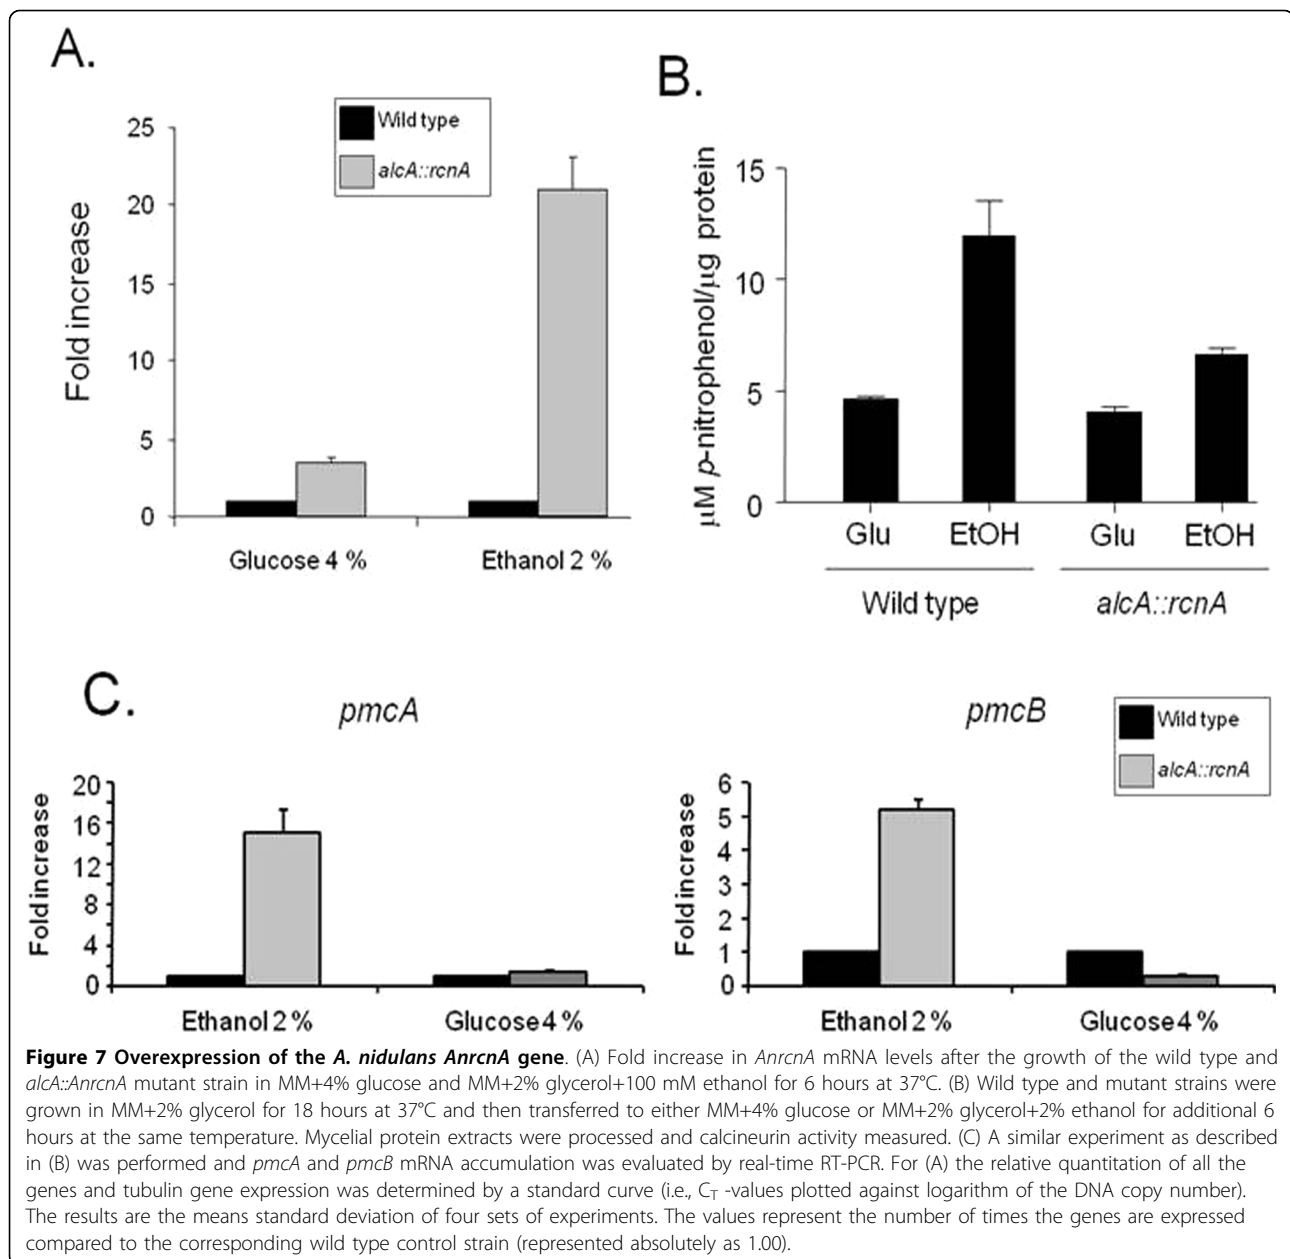 A.
Wild type
alcA::rcnA
25
20
15
10
5
0
Fold increase
Glucose 4 %
Ethanol 2 %
B.
15
10
5
0
µM p-nitrophenol/µg protein
Glu
EtOH
Glu
EtOH
Wild type
alcA::rcnA
C.
pmcA
20
16
12
8
4
0
Fold increase
Ethanol 2 %
Glucose 4 %
pmcB
Wild type
alcA::rcnA
6
5
4
3
2
1
0
Fold increase
Ethanol 2 %
Glucose 4 %
Figure 7 Overexpression of the A. nidulans AnrcnA gene. (A) Fold increase in AnrcnA mRNA levels after the growth of the wild type and
alcA::AnrcnA mutant strain in MM+4% glucose and MM+2% glycerol+100 mM ethanol for 6 hours at 37°C. (B) Wild type and mutant strains were
grown in MM+2% glycerol for 18 hours at 37°C and then transferred to either MM+4% glucose or MM+2% glycerol+2% ethanol for additional 6
hours at the same temperature. Mycelial protein extracts were processed and calcineurin activity measured. (C) A similar experiment as described
in (B) was performed and pmcA and pmcB mRNA accumulation was evaluated by real-time RT-PCR. For (A) the relative quantitation of all the
genes and tubulin gene expression was determined by a standard curve (i.e., CT -values plotted against logarithm of the DNA copy number).
The results are the means standard deviation of four sets of experiments. The values represent the number of times the genes are expressed
compared to the corresponding wild type control strain (represented absolutely as 1.00).